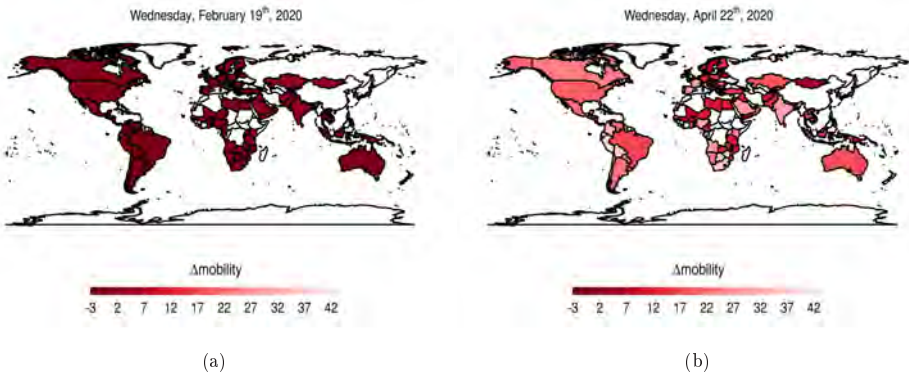 Wednesday, February 19th, 2020
Wednesday, April 22th, 2020
Δmobility
-3 2 7 12 17 22 27 32 37 42
Δmobility
-3 2 7 12 17 22 27 32 37 42
(a)
(b)